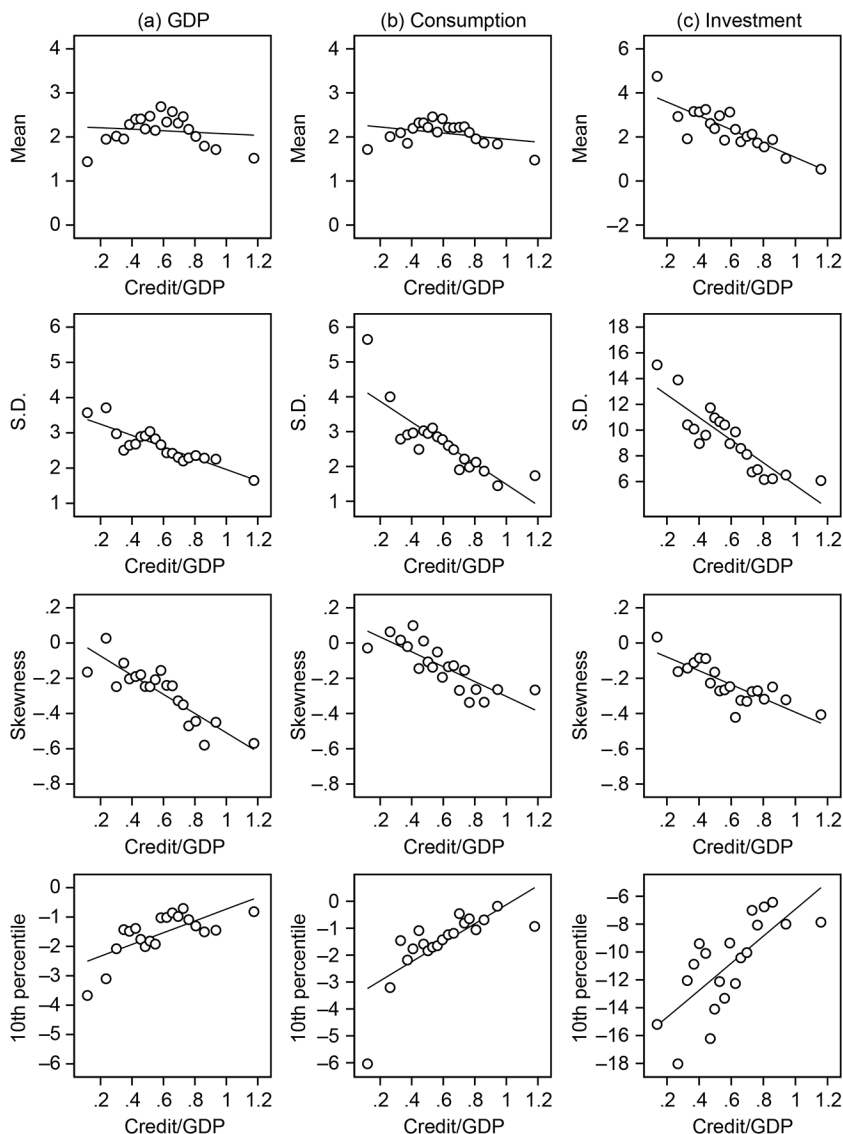 (a) GDP (b) Consumption (c) Investment
4
3
2
1
0
Mean
.2 .4 .6 .8 1 1.2
Credit/GDP
4
3
2
1
0
Mean
.2 .4 .6 .8 1 1.2
Credit/GDP
6
4
2
0
–2
Mean
.2 .4 .6 .8 1 1.2
Credit/GDP
6
5
4
3
2
1
S.D.
.2 .4 .6 .8 1 1.2
Credit/GDP
6
5
4
3
2
1
S.D.
.2 .4 .6 .8 1 1.2
Credit/GDP
18
16
14
12
10
8
6
S.D.
.2 .4 .6 .8 1 1.2
Credit/GDP
.2
0
–.2
–.4
–.6
–.8
Skewness
.2 .4 .6 .8 1 1.2
Credit/GDP
.2
0
–.2
–.4
–.6
–.8
Skewness
.2 .4 .6 .8 1 1.2
Credit/GDP
.2
0
–.2
–.4
–.6
–.8
Skewness
.2 .4 .6 .8 1 1.2
Credit/GDP
0
–1
–2
–3
–4
–5
–6
10th percentile
.2 .4 .6 .8 1 1.2
Credit/GDP
0
–1
–2
–3
–4
–5
–6
10th percentile
.2 .4 .6 .8 1 1.2
Credit/GDP
–6
–8
–10
–12
–14
–16
–18
10th percentile
.2 .4 .6 .8 1 1.2
Credit/GDP